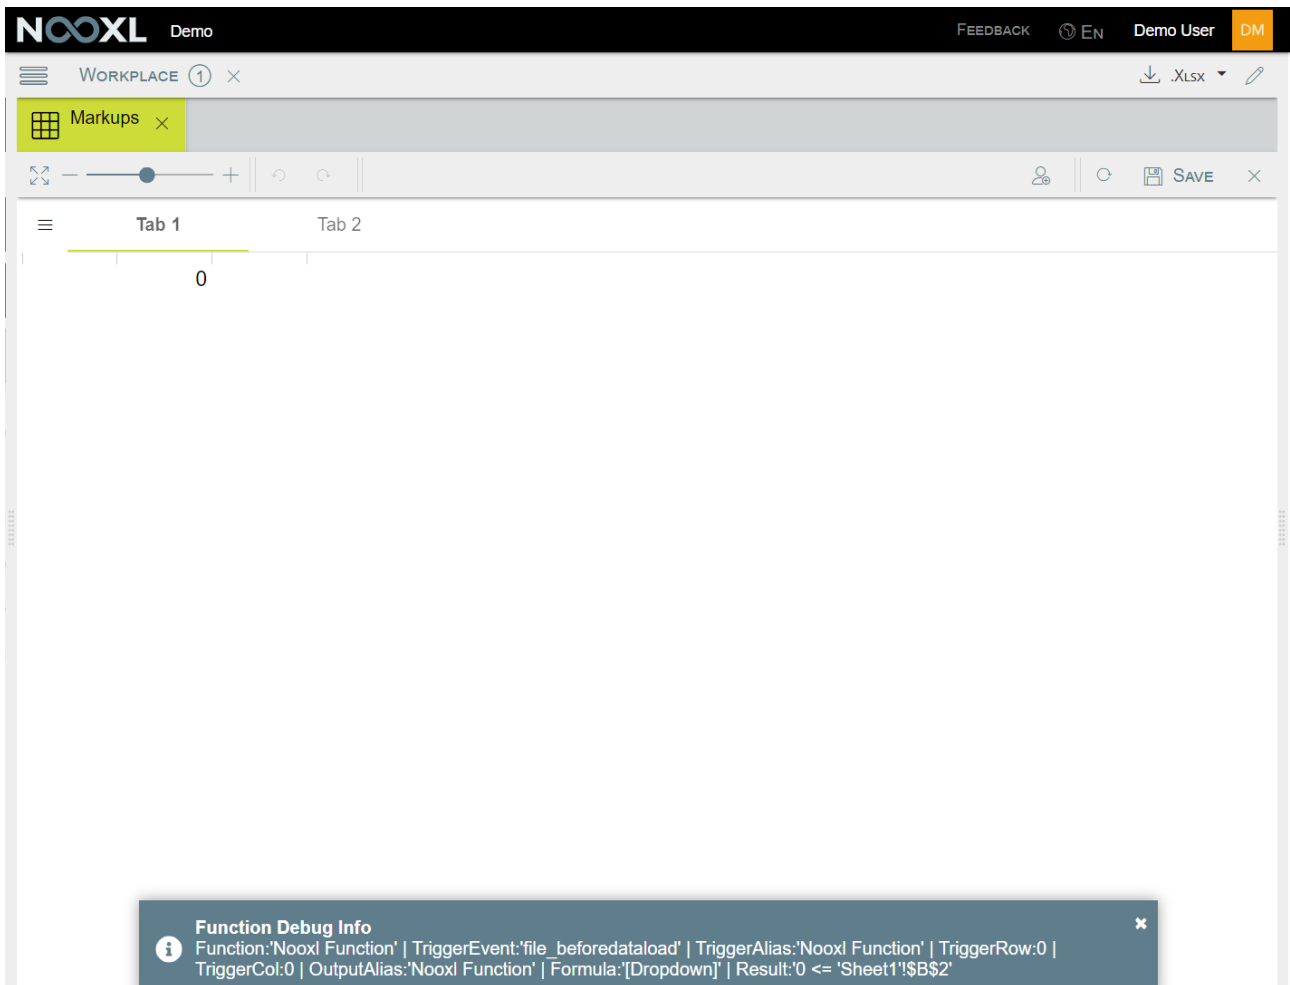 NOOXL Demo FEEDBACK EN Demo User DM
WORKPLACE 1 .XLSX
Markups
SAVE
Tab 1 Tab 2
0
Function Debug Info
Function:'Nooxl Function' | TriggerEvent:'file_beforedataload' | TriggerAlias:'Nooxl Function' | TriggerRow:0 |
TriggerCol:0 | OutputAlias:'Nooxl Function' | Formula:'[Dropdown]' | Result:'0 <= 'Sheet1'!$B$2'